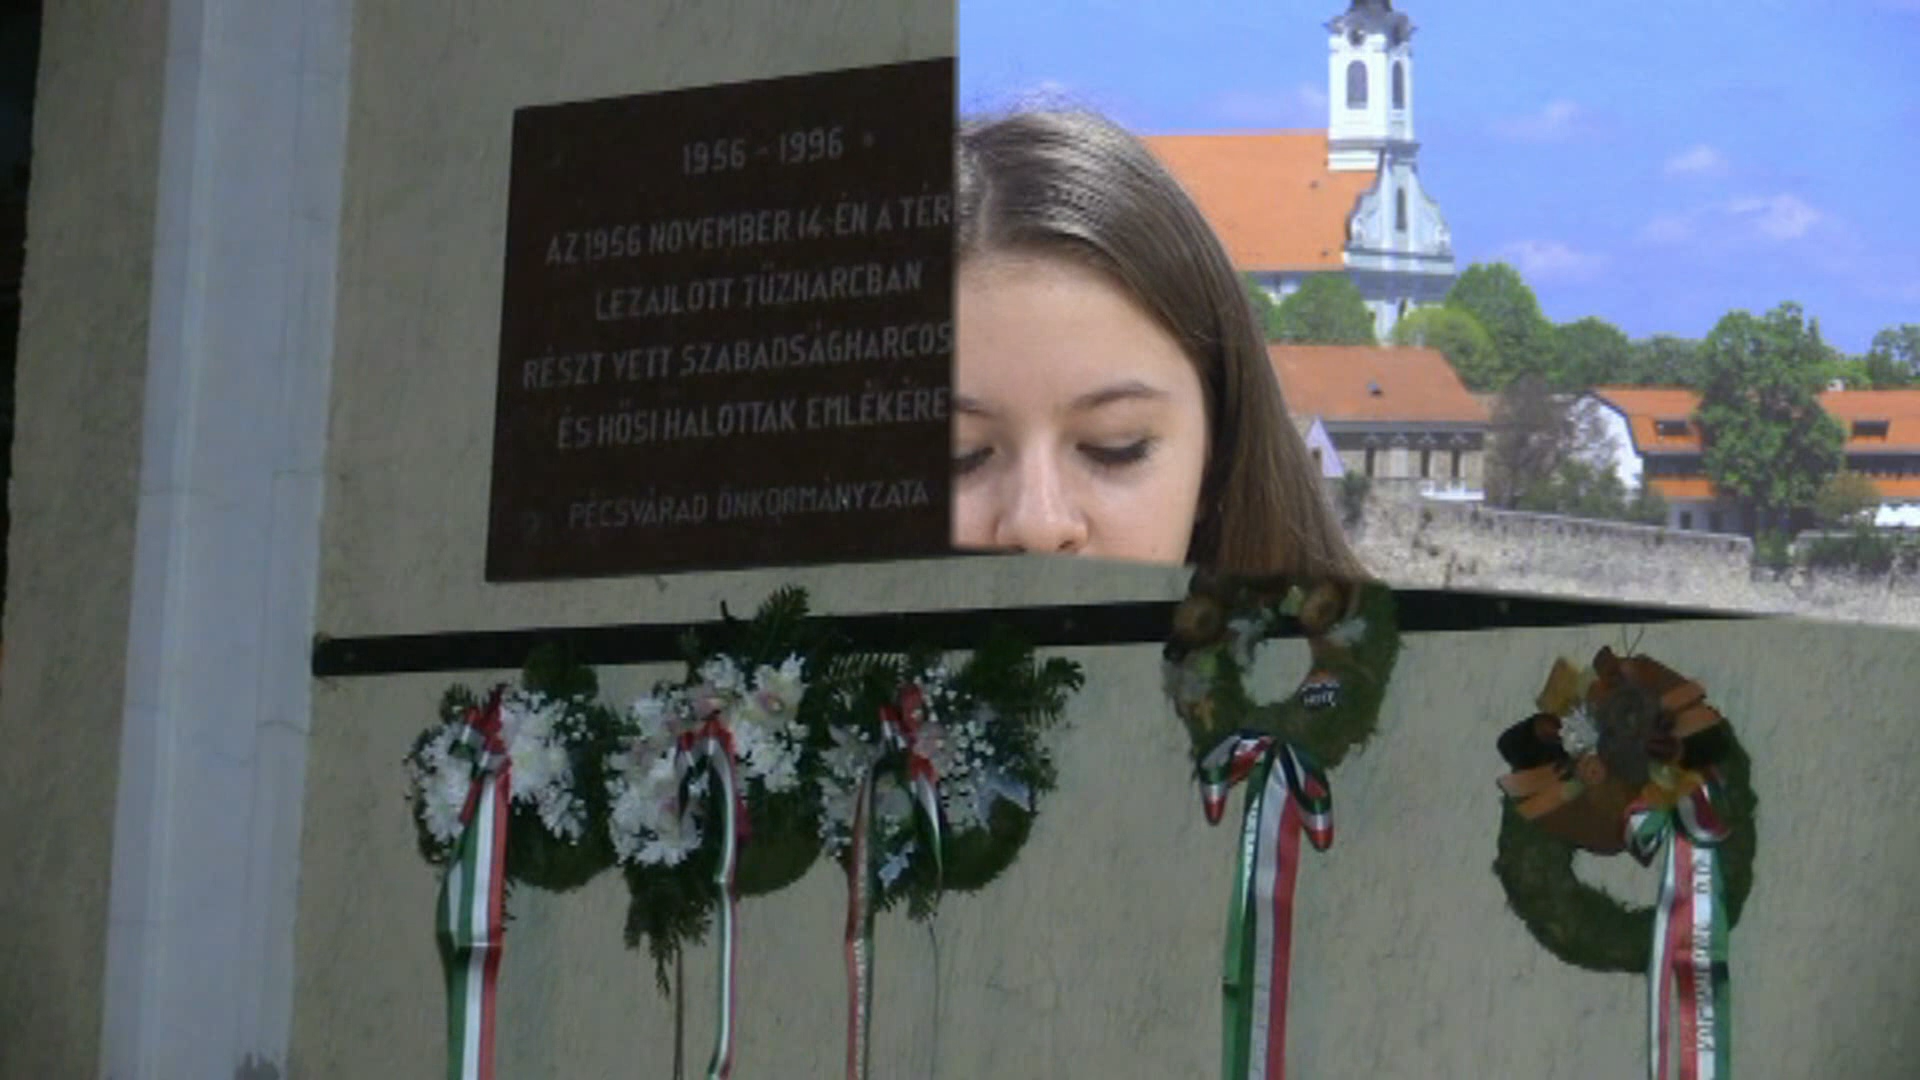 1956 - 1996
AZ 1956 NOVEMBER 14-ÉN A TÉR
LEZAJLOTT TŰZHARCBAN
RÉSZT VETT SZABADSÁGHARCOS
ÉS HŐSI HALOTTAK EMLÉKÉRE
PÉCSVÁRAD ÖNKORMÁNYZATA